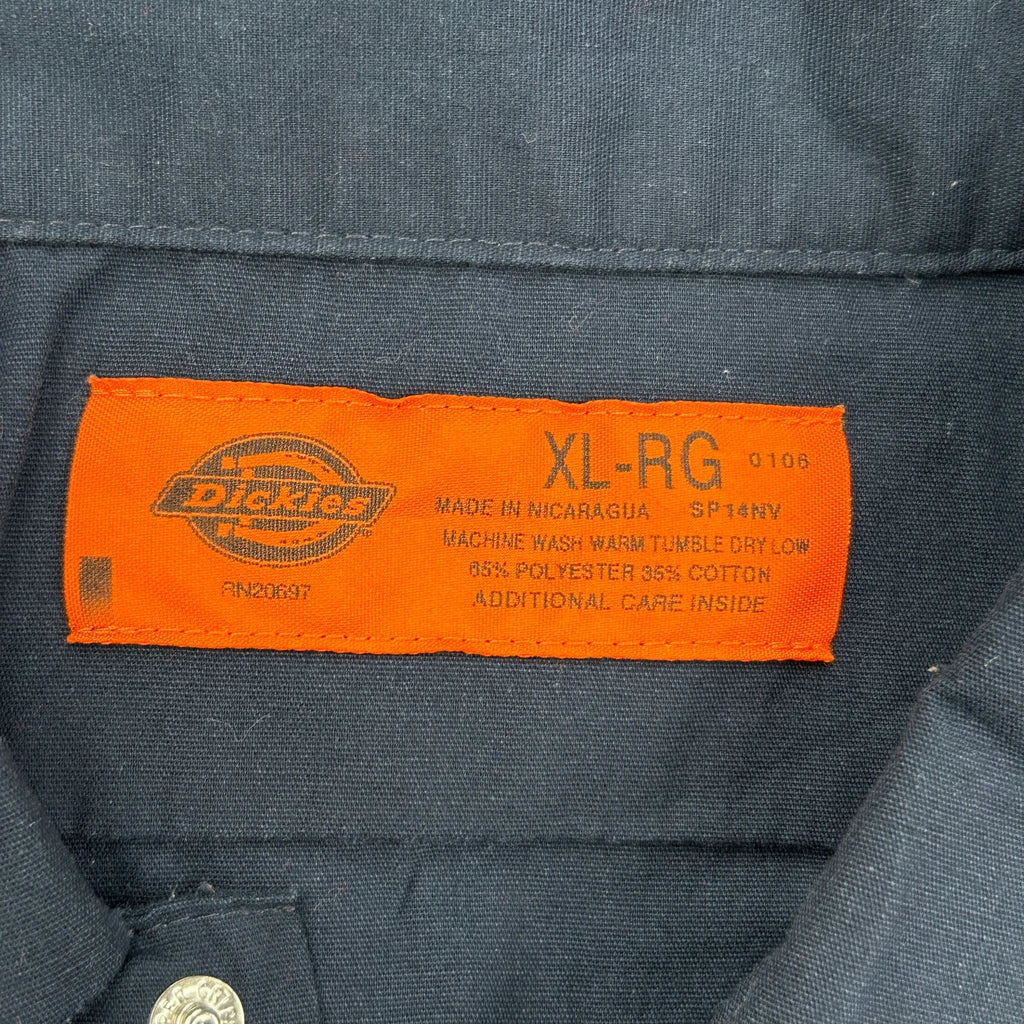 Dickies®
RN20697
XL-RG 0106
MADE IN NICARAGUA SP14NV
MACHINE WASH WARM TUMBLE DRY LOW
65% POLYESTER 35% COTTON
ADDITIONAL CARE INSIDE